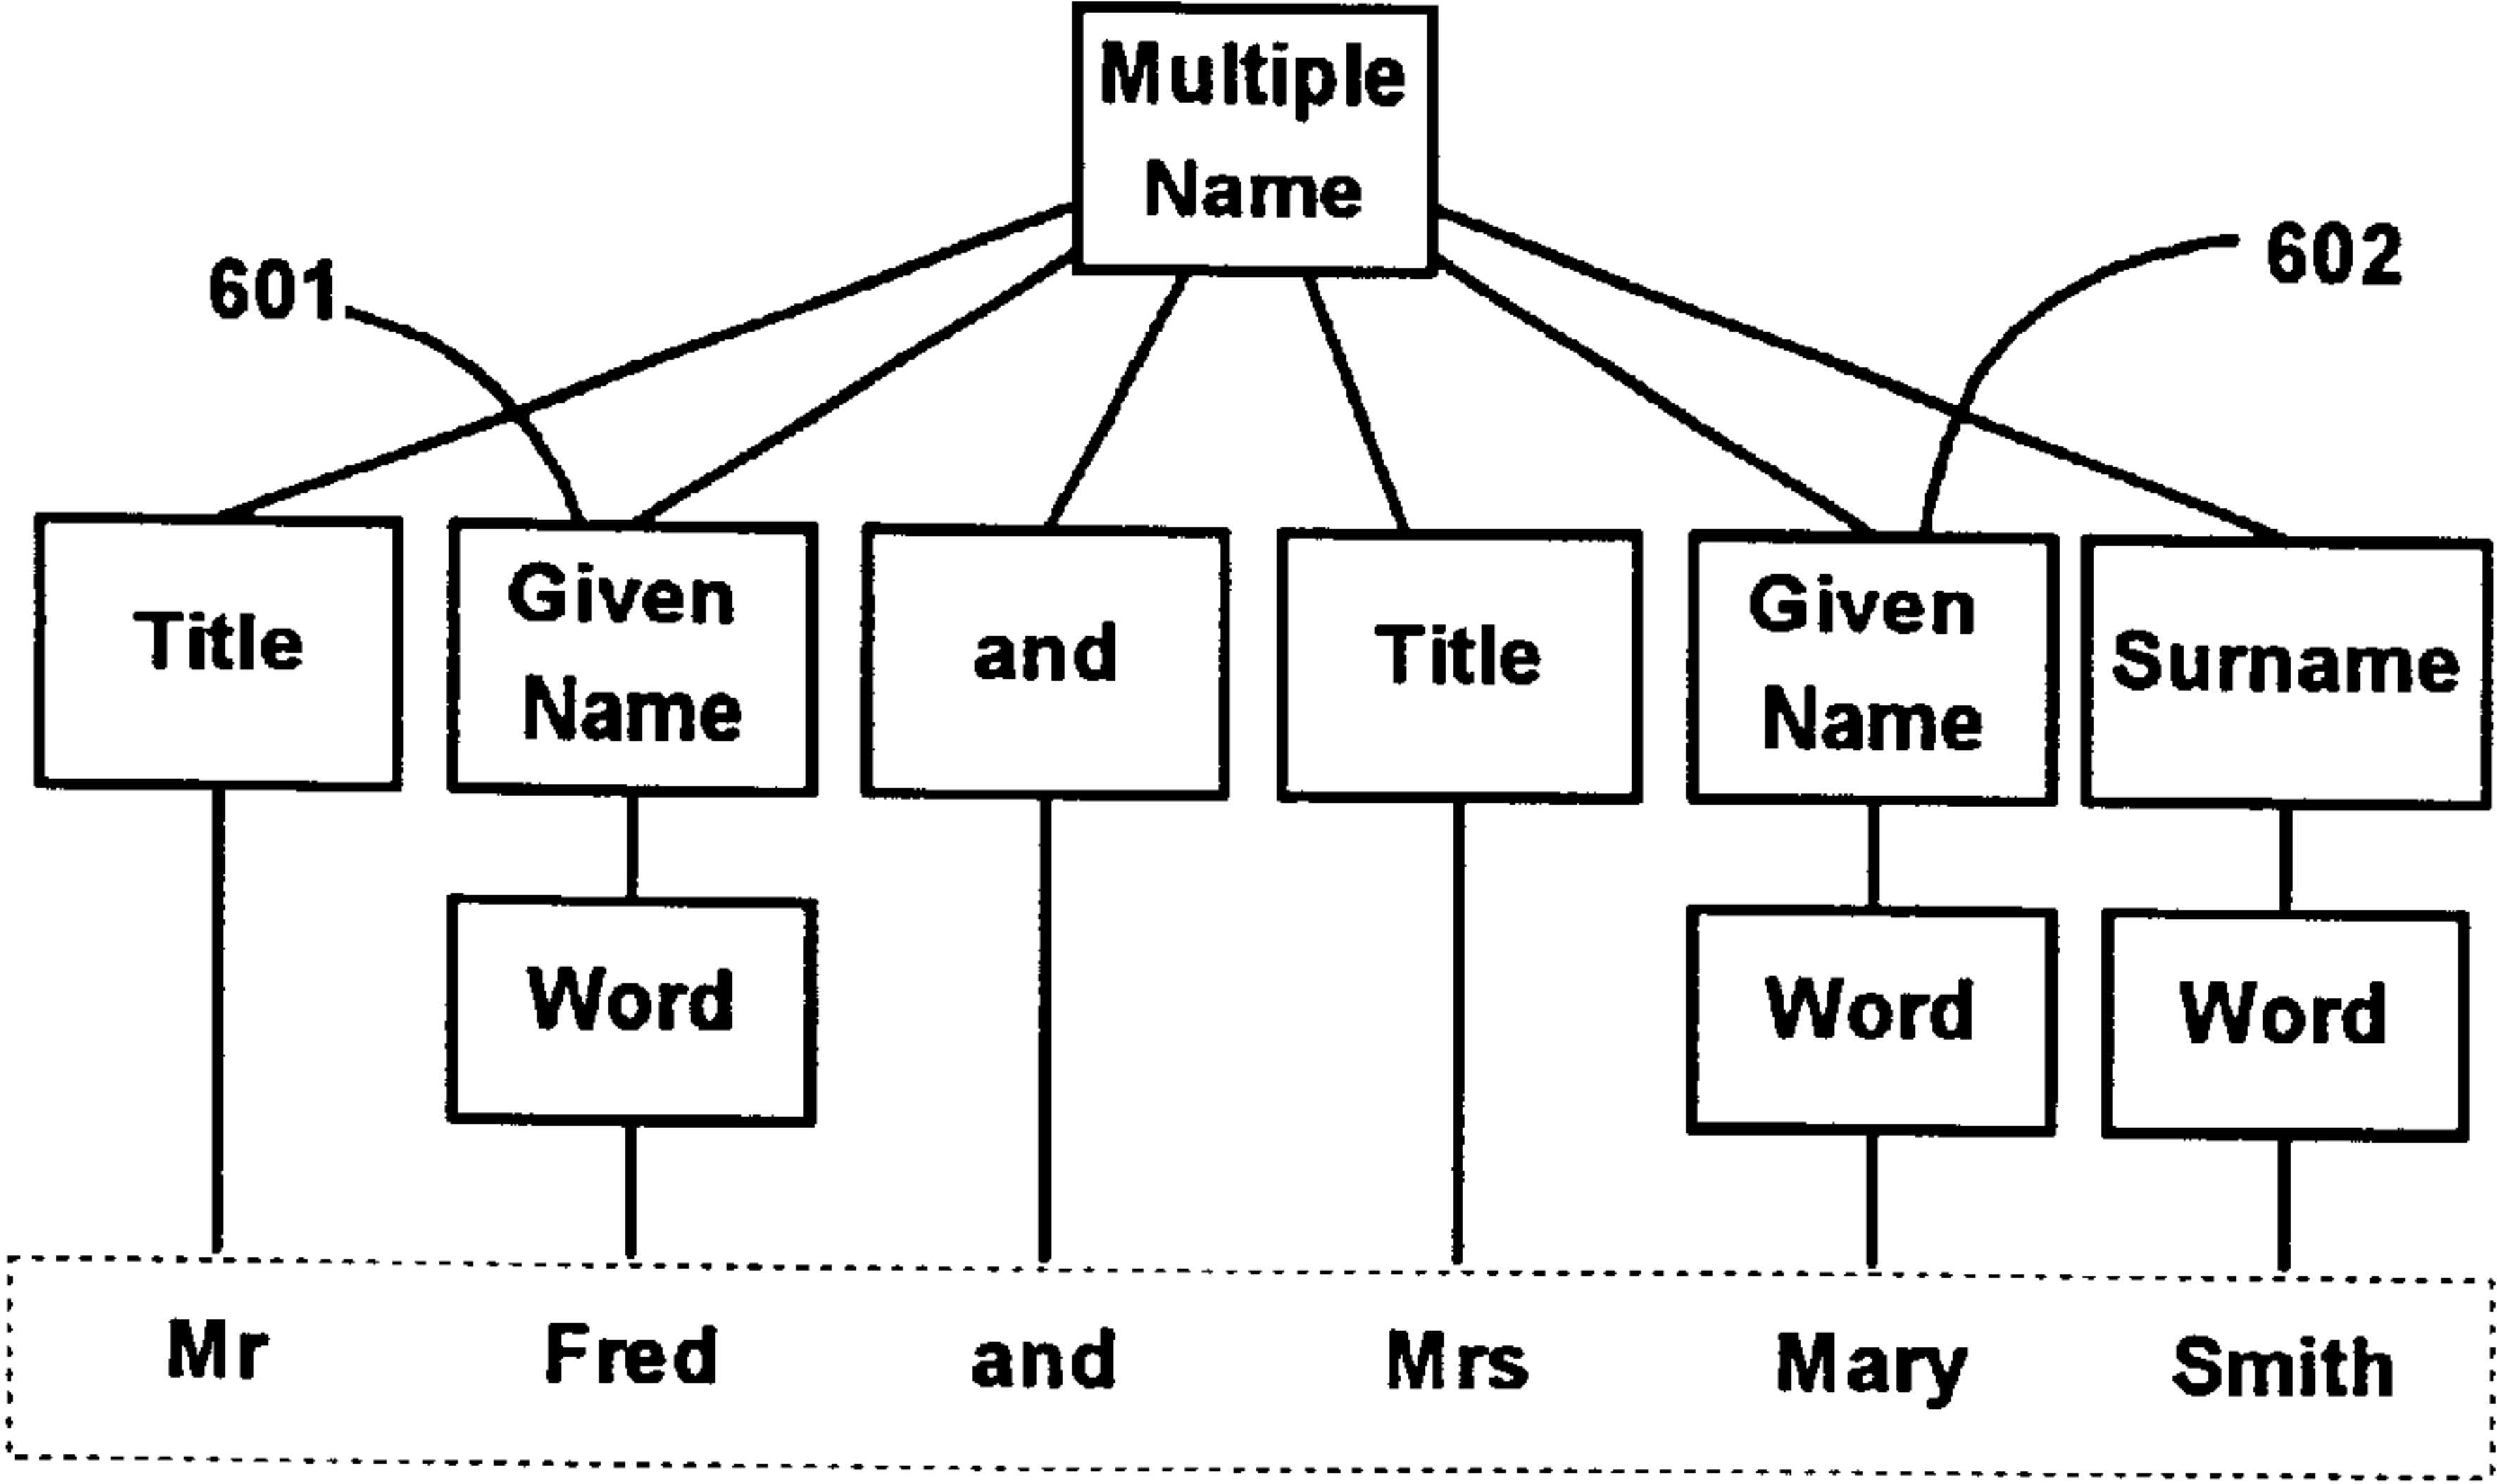 Multiple
Name
601
602
Title
Given
Name
and
Title
Given
Name
Surname
Word
Word
Word
Mr Fred and Mrs Mary Smith